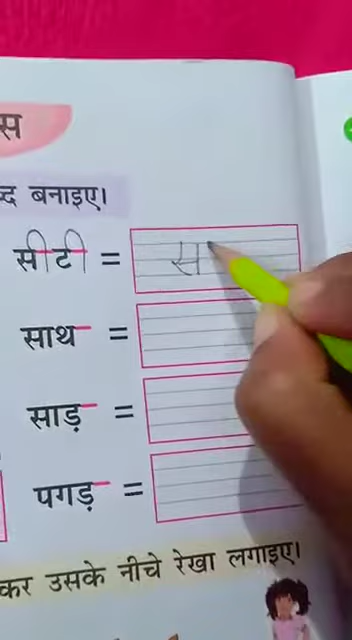 स
द बनाइए।
सीटी = स
साथी =
साड़ी =
पगड़ी =
कर उसके नीचे रेखा लगाइए।